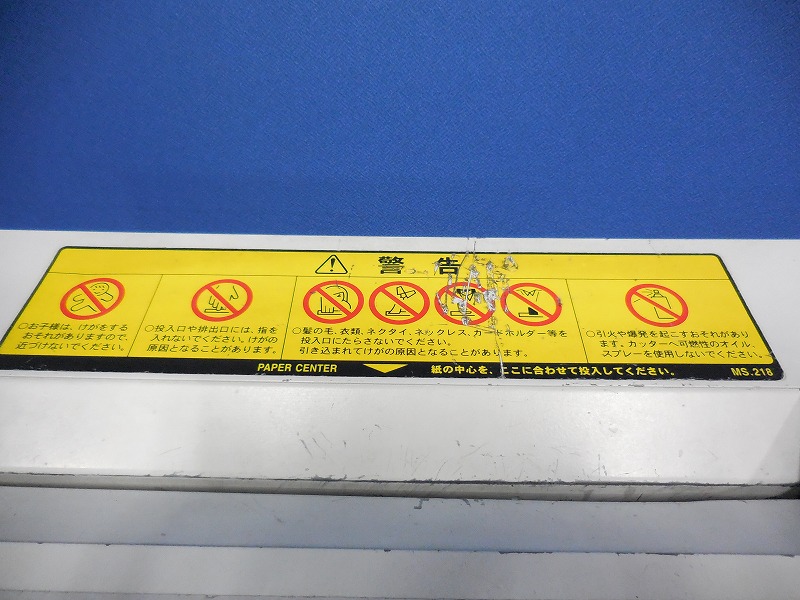 警告
○お子様は、けがをする
おそれがありますので、
近づけないでください。
○投入口や排出口には、指を
入れないでください。けがの
原因となることがあります。
○髪の毛、衣類、ネクタイ、ネックレス、カードホルダー等を
投入口にたらさないでください。
引き込まれてけがの原因となることがあります。
○引火や爆発を起こすおそれがあり
ます。カッターへ可燃性のオイル、
スプレーを使用しないでください。
PAPER CENTER 紙の中心を、ここに合わせて投入してください。 MS.218